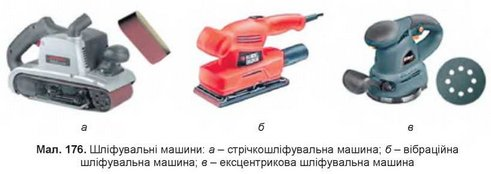 а б в
Мал. 176. Шліфувальні машини: а – стрічкошліфувальна машина; б – вібраційна
шліфувальна машина; в – ексцентрикова шліфувальна машина